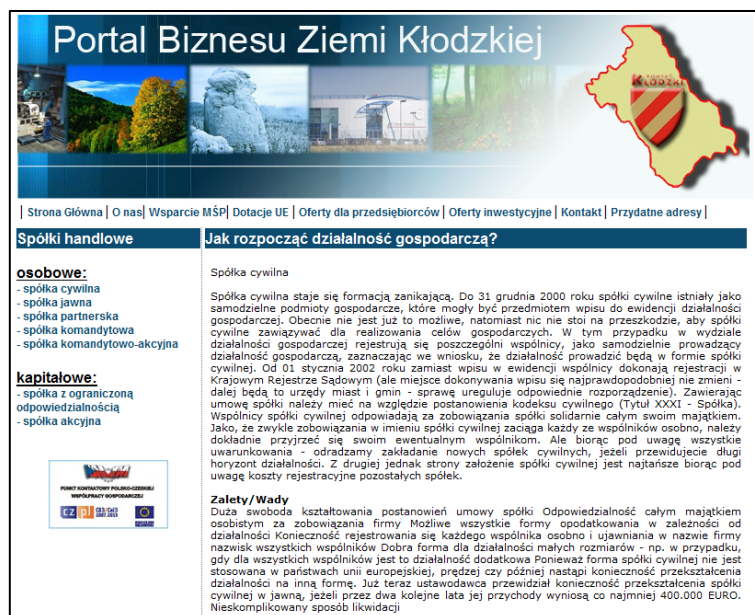 Portal Biznesu Ziemi Kłodzkiej
POWIAT
KŁODZKI
| Strona Główna | O nas| Wsparcie MŚP| Dotacje UE | Oferty dla przedsiębiorców | Oferty inwestycyjne | Kontakt | Przydatne adresy |
Spółki handlowe
osobowe:
- spółka cywilna
- spółka jawna
- spółka partnerska
- spółka komandytowa
- spółka komandytowo-akcyjna
kapitałowe:
- spółka z ograniczoną
odpowiedzialnością
- spółka akcyjna
PUNKT KONTAKTOWY POLSKO-CZESKIEJ
WSPÓŁPRACY GOSPODARCZEJ
cz pl
2007-2013
Jak rozpocząć działalność gospodarczą?
Spółka cywilna
Spółka cywilna staje się formacją zanikającą. Do 31 grudnia 2000 roku spółki cywilne istniały jako
samodzielne podmioty gospodarcze, które mogły być przedmiotem wpisu do ewidencji działalności
gospodarczej. Obecnie nie jest już to możliwe, natomiast nic nie stoi na przeszkodzie, aby spółki
cywilne zawiązywać dla realizowania celów gospodarczych. W tym przypadku w wydziale
działalności gospodarczej rejestrują się poszczególni wspólnicy, jako samodzielnie prowadzący
działalność gospodarczą, zaznaczając we wniosku, że działalność prowadzić będą w formie spółki
cywilnej. Od 01 stycznia 2002 roku zamiast wpisu w ewidencji wspólnicy dokonają rejestracji w
Krajowym Rejestrze Sądowym (ale miejsce dokonywania wpisu się najprawdopodobniej nie zmieni -
dalej będą to urzędy miast i gmin - sprawę ureguluje odpowiednie rozporządzenie). Zawierając
umowę spółki należy mieć na względzie postanowienia kodeksu cywilnego (Tytuł XXXI - Spółka).
Wspólnicy spółki cywilnej odpowiadają za zobowiązania spółki solidarnie całym swoim majątkiem.
Jako, że zwykle zobowiązania w imieniu spółki cywilnej zaciąga każdy ze wspólników osobno, należy
dokładnie przyjrzeć się swoim ewentualnym wspólnikom. Ale biorąc pod uwagę wszystkie
uwarunkowania - odradzamy zakładanie nowych spółek cywilnych, jeżeli przewidujecie długi
horyzont działalności. Z drugiej jednak strony założenie spółki cywilnej jest najtańsze biorąc pod
uwagę koszty rejestracyjne pozostałych spółek.
Zalety/Wady
Duża swoboda kształtowania postanowień umowy spółki Odpowiedzialność całym majątkiem
osobistym za zobowiązania firmy Możliwe wszystkie formy opodatkowania w zależności od
działalności Konieczność rejestrowania się każdego wspólnika osobno i ujawniania w nazwie firmy
nazwisk wszystkich wspólników Dobra forma dla działalności małych rozmiarów - np. w przypadku,
gdy dla wszystkich wspólników jest to działalność dodatkowa Ponieważ forma spółki cywilnej nie jest
stosowana w państwach unii europejskiej, prędzej czy później nastąpi konieczność przekształcenia
działalności na inną formę. Już teraz ustawodawca przewidział konieczność przekształcenia spółki
cywilnej w jawną, jeżeli przez dwa kolejne lata jej przychody wyniosą co najmniej 400.000 EURO.
Nieskomplikowany sposób likwidacji